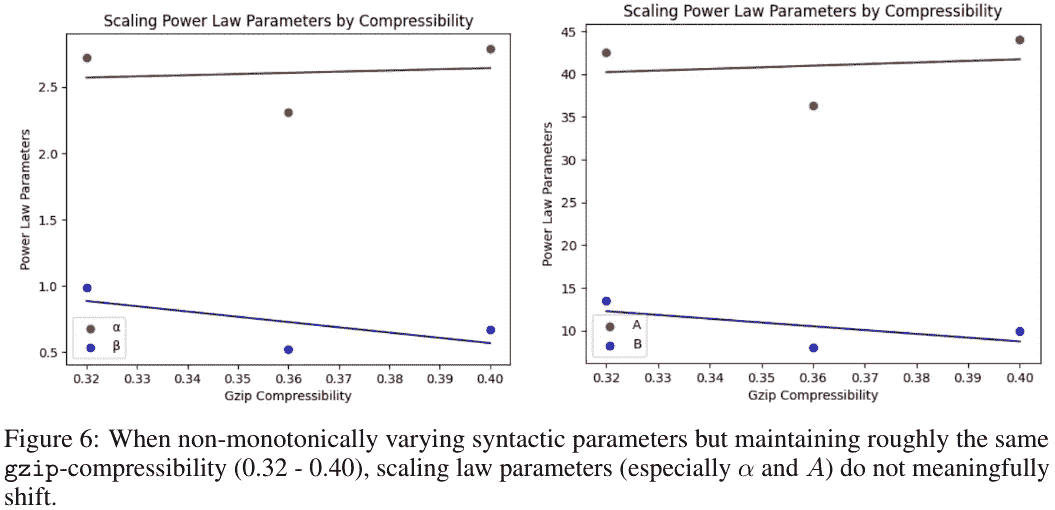 Scaling Power Law Parameters by Compressibility
Power Law Parameters
2.5
2.0
1.5
1.0
0.5
α
β
0.32 0.33 0.34 0.35 0.36 0.37 0.38 0.39 0.40
Gzip Compressibility
Scaling Power Law Parameters by Compressibility
Power Law Parameters
45
40
35
30
25
20
15
10
A
B
0.32 0.33 0.34 0.35 0.36 0.37 0.38 0.39 0.40
Gzip Compressibility
Figure 6: When non-monotonically varying syntactic parameters but maintaining roughly the same
gzip-compressibility (0.32 - 0.40), scaling law parameters (especially α and A) do not meaningfully
shift.